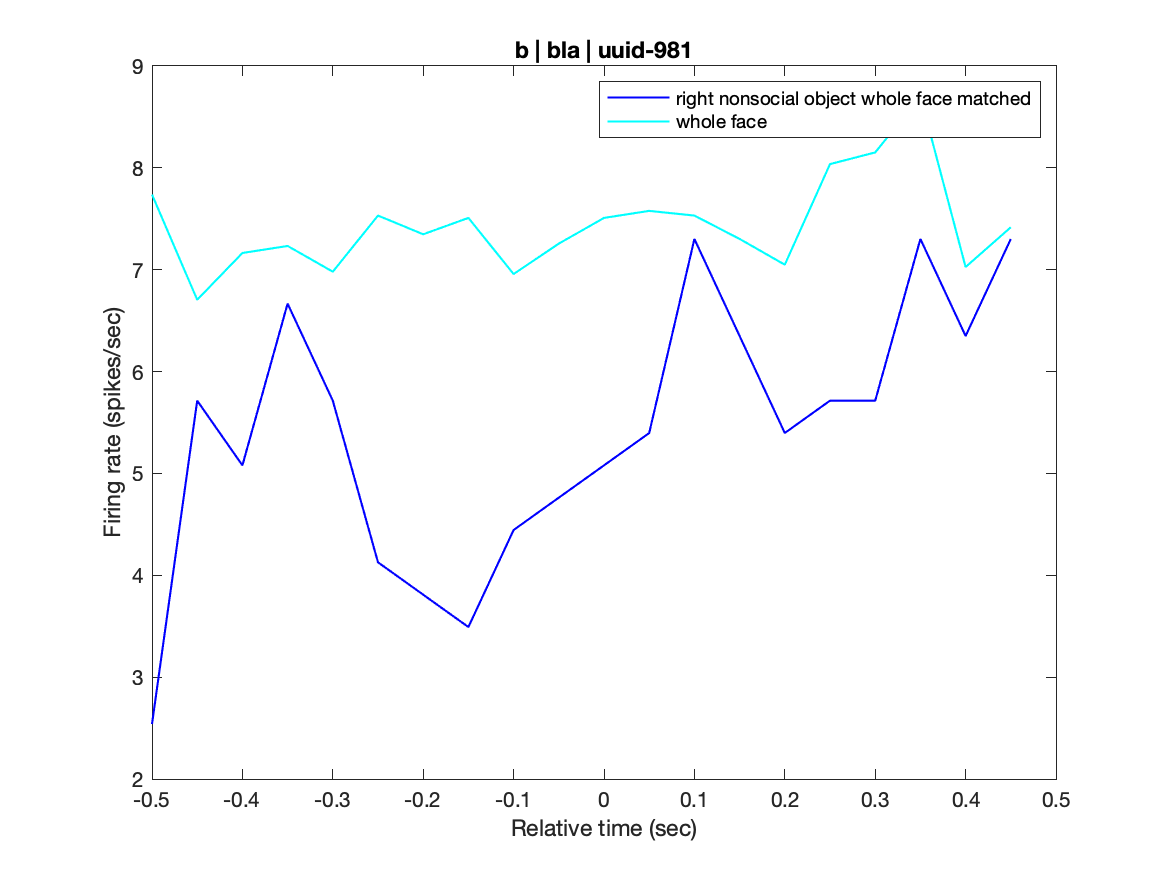 b | bla | uuid-981
right nonsocial object whole face matched
whole face
9
8
7
6
5
4
3
2
Firing rate (spikes/sec)
-0.5 -0.4 -0.3 -0.2 -0.1 0 0.1 0.2 0.3 0.4 0.5
Relative time (sec)